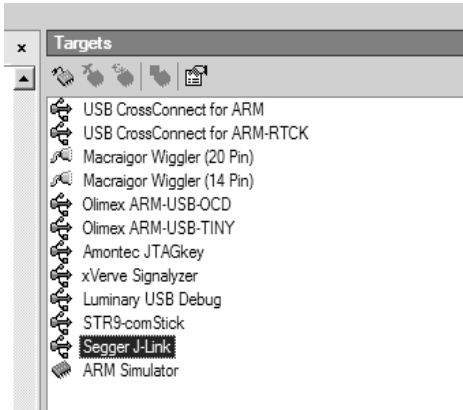 Targets
USB CrossConnect for ARM
USB CrossConnect for ARM-RTCK
Macraigor Wiggler (20 Pin)
Macraigor Wiggler (14 Pin)
Olimex ARM-USB-OCD
Olimex ARM-USB-TINY
Amontec JTAGkey
xVerve Signalyzer
Luminary USB Debug
STR9-comStick
Segger J-Link
ARM Simulator